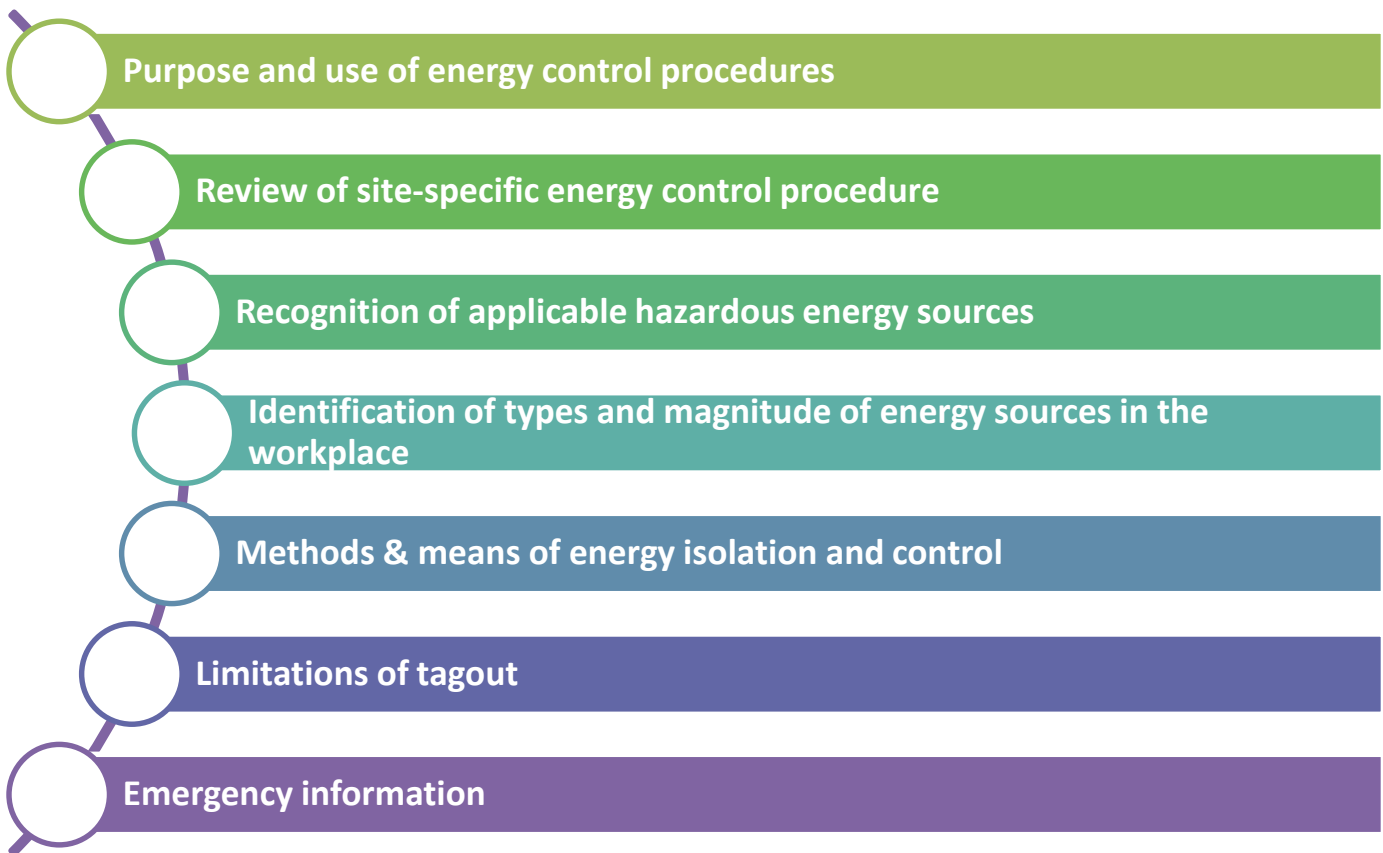 Purpose and use of energy control procedures
Review of site-specific energy control procedure
Recognition of applicable hazardous energy sources
Identification of types and magnitude of energy sources in the
workplace
Methods & means of energy isolation and control
Limitations of tagout
Emergency information